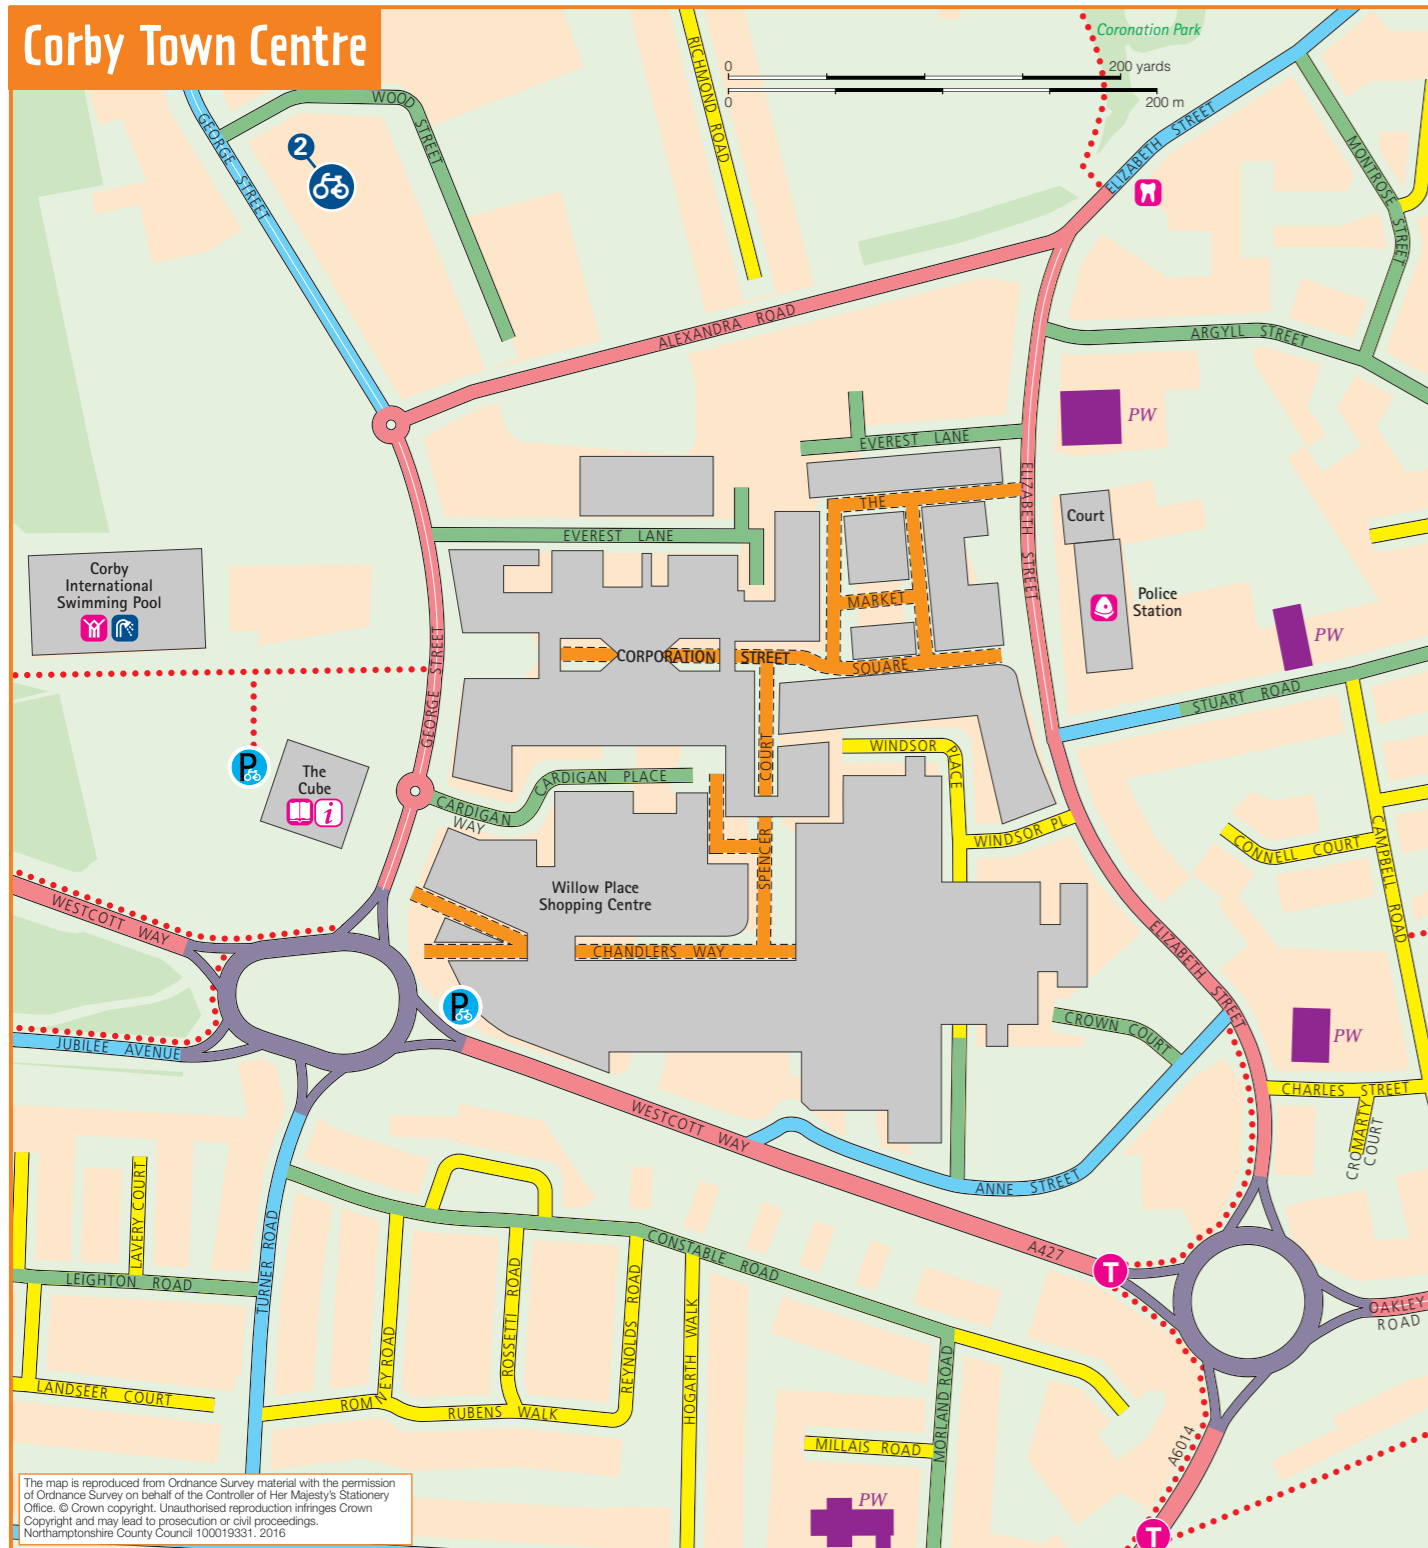 Corby Town Centre
Coronation Park
0
200 yards
0
200 m
RICHMOND ROAD
WOOD
STREET
GEORGE STREET
2
ELIZABETH STREET
MONTROSE STREET
ALEXANDRA ROAD
ARGYLL STREET
PW
EVEREST LANE
THE
ELIZABETH STREET
Court
EVEREST LANE
Corby
International
Swimming Pool
MARKET
Police
Station
PW
CORPORATION STREET
SQUARE
GEORGE STREET
STUART ROAD
P
The
Cube
i
CARDIGAN PLACE
CARDIGAN
WAY
COURT
SPENCER
WINDSOR
PLACE
WINDSOR PL
CONNELL COURT
CAMPBELL ROAD
Willow Place
Shopping Centre
WESTCOTT WAY
CHANDLERS WAY
ELIZABETH STREET
P
JUBILEE AVENUE
CROWN COURT
PW
CHARLES STREET
CROMARTY
COURT
WESTCOTT WAY
ANNE STREET
LAVERY COURT
LEIGHTON ROAD
TURNER ROAD
CONSTABLE ROAD
A427
T
OAKLEY
ROAD
ROMNEY ROAD
ROSSETTI ROAD
REYNOLDS ROAD
HOGARTH WALK
MORLAND ROAD
LANDSEER COURT
RUBENS WALK
MILLAIS ROAD
A6014
PW
T
The map is reproduced from Ordnance Survey material with the permission
of Ordnance Survey on behalf of the Controller of Her Majesty's Stationery
Office. © Crown copyright. Unauthorised reproduction infringes Crown
Copyright and may lead to prosecution or civil proceedings.
Northamptonshire County Council 100019331. 2016